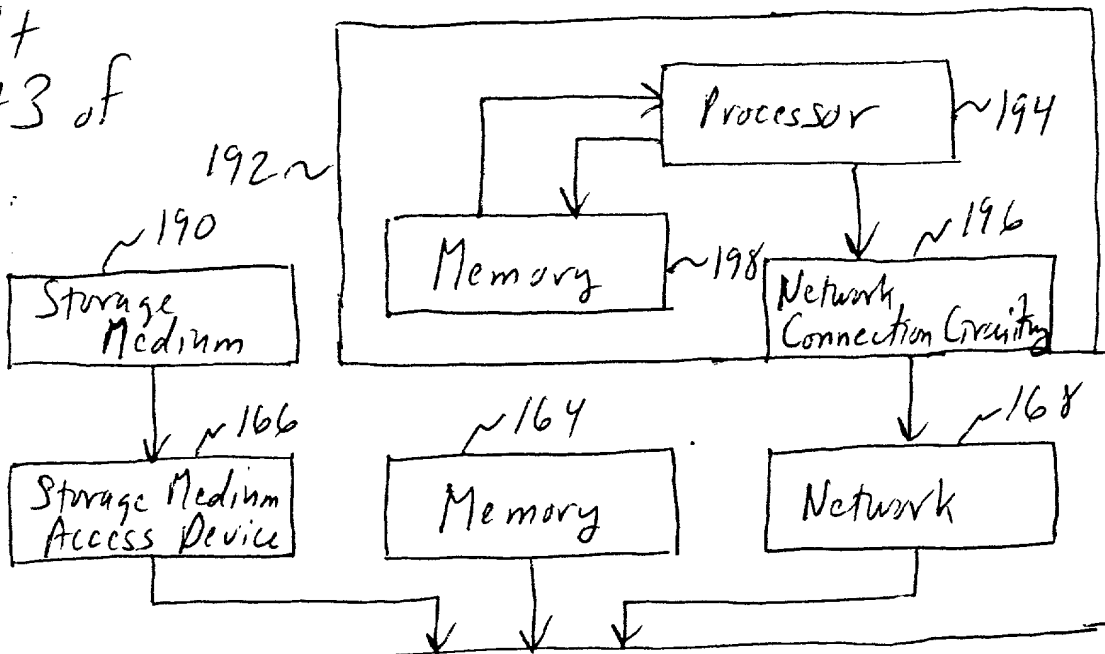 3 of
Processor
~194
192~
~190
~196
Memory
~198
Storage
Medium
Network
Connection Circuitry
~166
~164
~168
Storage Medium
Access Device
Memory
Network